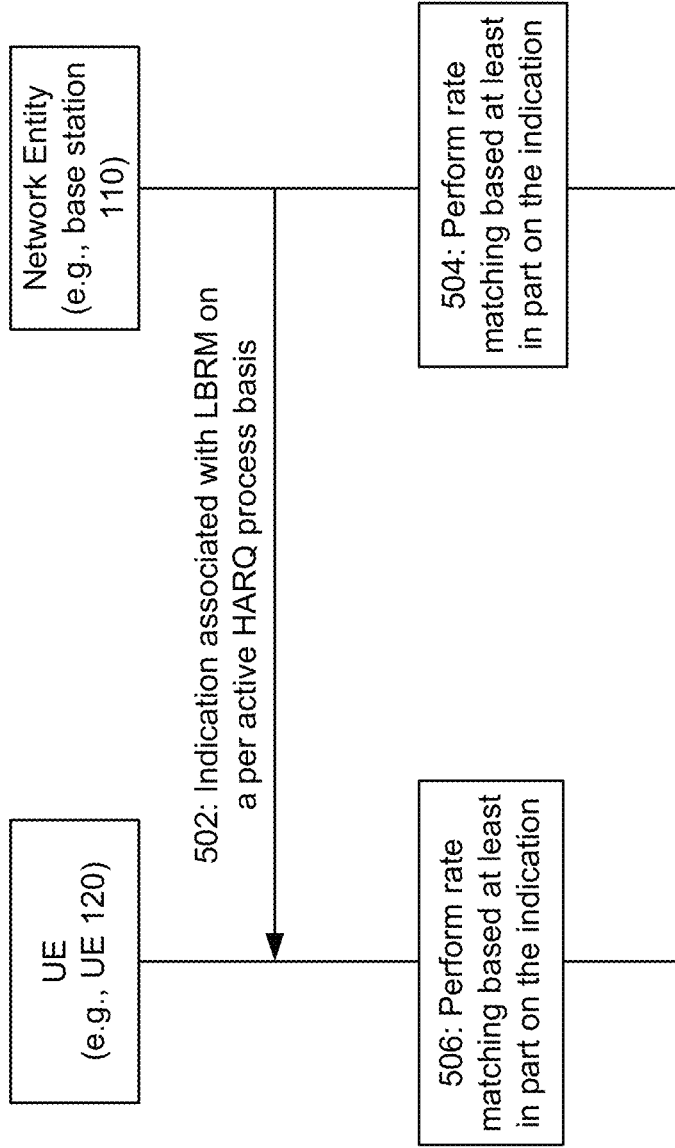 UE
(e.g., UE 120)
Network Entity
(e.g., base station
110)
502: Indication associated with LBRM on
a per active HARQ process basis
506: Perform rate
matching based at least
in part on the indication
504: Perform rate
matching based at least
in part on the indication